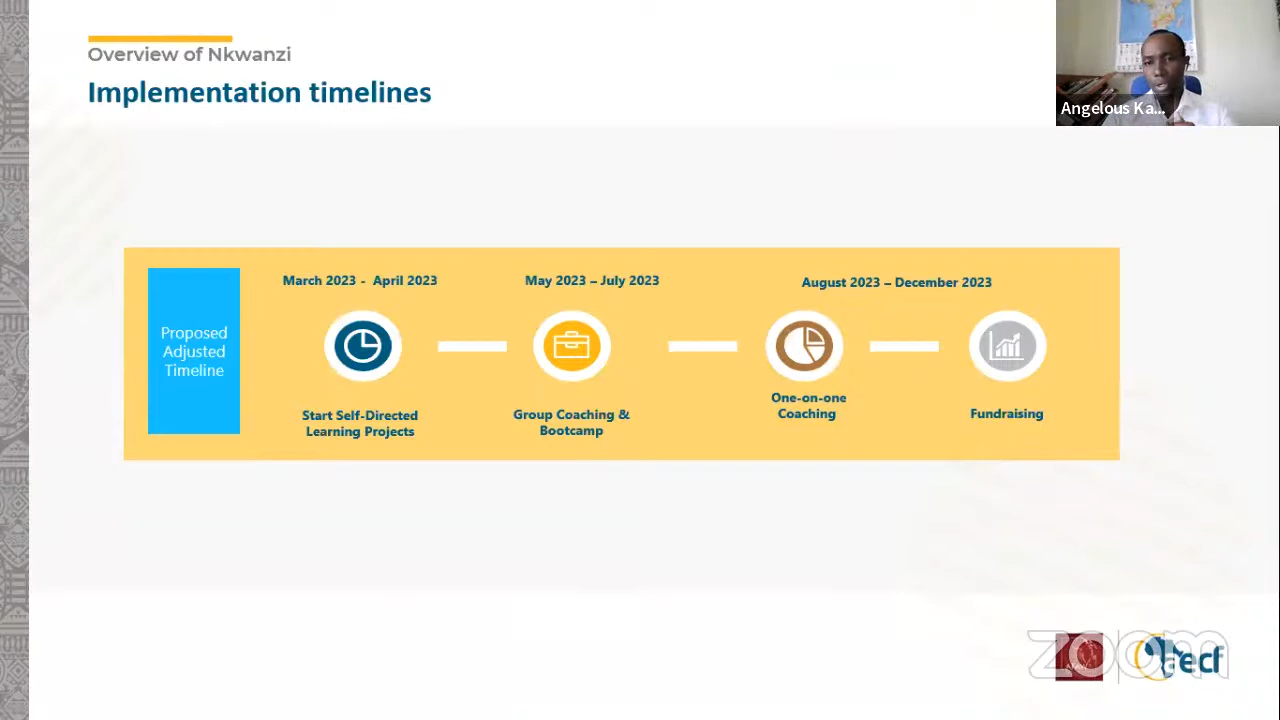 Overview of Nkwanzi
Implementation timelines
Angelous Ka...
Proposed
Adjusted
Timeline
March 2023 - April 2023
May 2023 – July 2023
August 2023 – December 2023
Start Self-Directed
Learning Projects
Group Coaching &
Bootcamp
One-on-one
Coaching
Fundraising
zoom
aecf